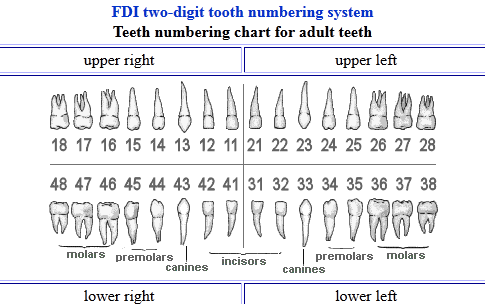 FDI two-digit tooth numbering system
Teeth numbering chart for adult teeth
upper right upper left
18 17 16 15 14 13 12 11 21 22 23 24 25 26 27 28
48 47 46 45 44 43 42 41 31 32 33 34 35 36 37 38
molars premolars canines incisors canines premolars molars
lower right lower left